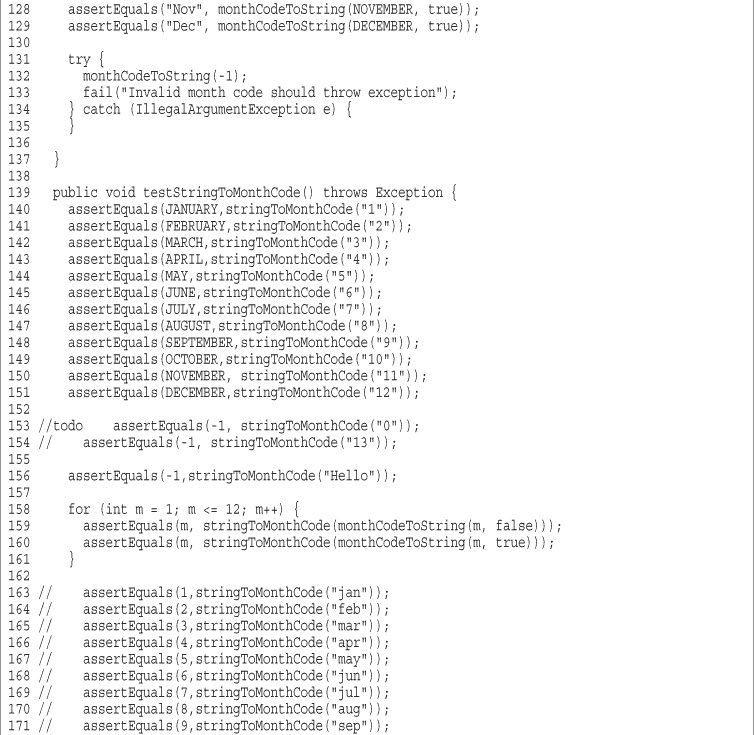 128     assertEquals("Nov", monthCodeToString(NOVEMBER, true));
129     assertEquals("Dec", monthCodeToString(DECEMBER, true));
130
131     try {
132       monthCodeToString(-1);
133       fail("Invalid month code should throw exception");
134     } catch (IllegalArgumentException e) {
135     }
136
137   }
138
139   public void testStringToMonthCode() throws Exception {
140     assertEquals(JANUARY,stringToMonthCode("1"));
141     assertEquals(FEBRUARY,stringToMonthCode("2"));
142     assertEquals(MARCH,stringToMonthCode("3"));
143     assertEquals(APRIL,stringToMonthCode("4"));
144     assertEquals(MAY,stringToMonthCode("5"));
145     assertEquals(JUNE,stringToMonthCode("6"));
146     assertEquals(JULY,stringToMonthCode("7"));
147     assertEquals(AUGUST,stringToMonthCode("8"));
148     assertEquals(SEPTEMBER,stringToMonthCode("9"));
149     assertEquals(OCTOBER,stringToMonthCode("10"));
150     assertEquals(NOVEMBER, stringToMonthCode("11"));
151     assertEquals(DECEMBER,stringToMonthCode("12"));
152
153 //todo    assertEquals(-1, stringToMonthCode("0"));
154 //    assertEquals(-1, stringToMonthCode("13"));
155
156     assertEquals(-1,stringToMonthCode("Hello"));
157
158     for (int m = 1; m <= 12; m++) {
159       assertEquals(m, stringToMonthCode(monthCodeToString(m, false)));
160       assertEquals(m, stringToMonthCode(monthCodeToString(m, true)));
161     }
162
163 //    assertEquals(1,stringToMonthCode("jan"));
164 //    assertEquals(2,stringToMonthCode("feb"));
165 //    assertEquals(3,stringToMonthCode("mar"));
166 //    assertEquals(4,stringToMonthCode("apr"));
167 //    assertEquals(5,stringToMonthCode("may"));
168 //    assertEquals(6,stringToMonthCode("jun"));
169 //    assertEquals(7,stringToMonthCode("jul"));
170 //    assertEquals(8,stringToMonthCode("aug"));
171 //    assertEquals(9,stringToMonthCode("sep"));